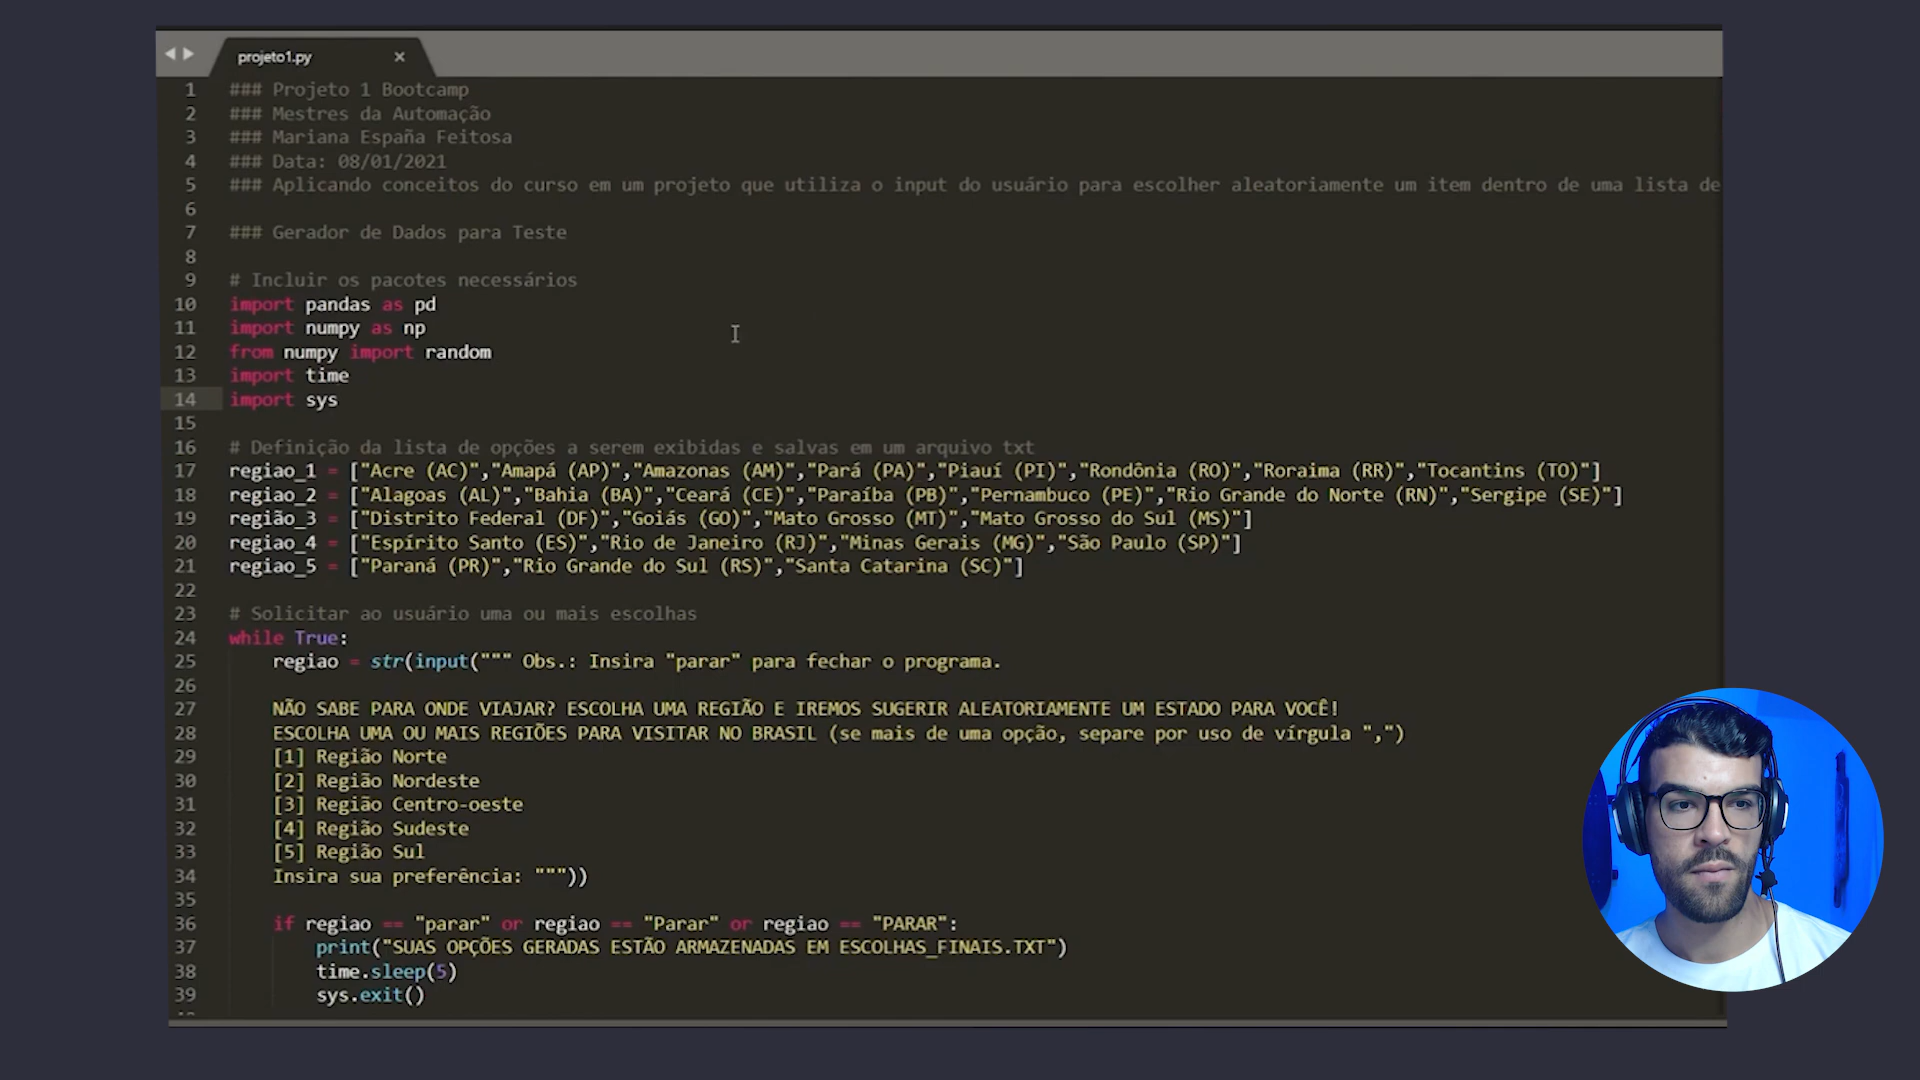 projeto1.py
1 ### Projeto 1 Bootcamp
2 ### Mestres da Automação
3 ### Mariana España Feitosa
4 ### Data: 08/01/2021
5 ### Aplicando conceitos do curso em um projeto que utiliza o input do usuário para escolher aleatoriamente um item dentro de uma lista de
6
7 ### Gerador de Dados para Teste
8
9 # Incluir os pacotes necessários
10 import pandas as pd
11 import numpy as np
12 from numpy import random
13 import time
14 import sys
15
16 # Definição da lista de opções a serem exibidas e salvas em um arquivo txt
17 regiao_1 = ["Acre (AC)","Amapá (AP)","Amazonas (AM)","Pará (PA)","Piauí (PI)","Rondônia (RO)","Roraima (RR)","Tocantins (TO)"]
18 regiao_2 = ["Alagoas (AL)","Bahia (BA)","Ceará (CE)","Paraíba (PB)","Pernambuco (PE)","Rio Grande do Norte (RN)","Sergipe (SE)"]
19 região_3 = ["Distrito Federal (DF)","Goiás (GO)","Mato Grosso (MT)","Mato Grosso do Sul (MS)"]
20 regiao_4 = ["Espírito Santo (ES)","Rio de Janeiro (RJ)","Minas Gerais (MG)","São Paulo (SP)"]
21 regiao_5 = ["Paraná (PR)","Rio Grande do Sul (RS)","Santa Catarina (SC)"]
22
23 # Solicitar ao usuário uma ou mais escolhas
24 while True:
25 regiao = str(input(""" Obs.: Insira "parar" para fechar o programa.
26
27 NÃO SABE PARA ONDE VIAJAR? ESCOLHA UMA REGIÃO E IREMOS SUGERIR ALEATORIAMENTE UM ESTADO PARA VOCÊ!
28 ESCOLHA UMA OU MAIS REGIÕES PARA VISITAR NO BRASIL (se mais de uma opção, separe por uso de vírgula ",")
29 [1] Região Norte
30 [2] Região Nordeste
31 [3] Região Centro-oeste
32 [4] Região Sudeste
33 [5] Região Sul
34 Insira sua preferência: """))
35
36 if regiao == "parar" or regiao == "Parar" or regiao == "PARAR":
37 print("SUAS OPÇÕES GERADAS ESTÃO ARMAZENADAS EM ESCOLHAS_FINAIS.TXT")
38 time.sleep(5)
39 sys.exit()